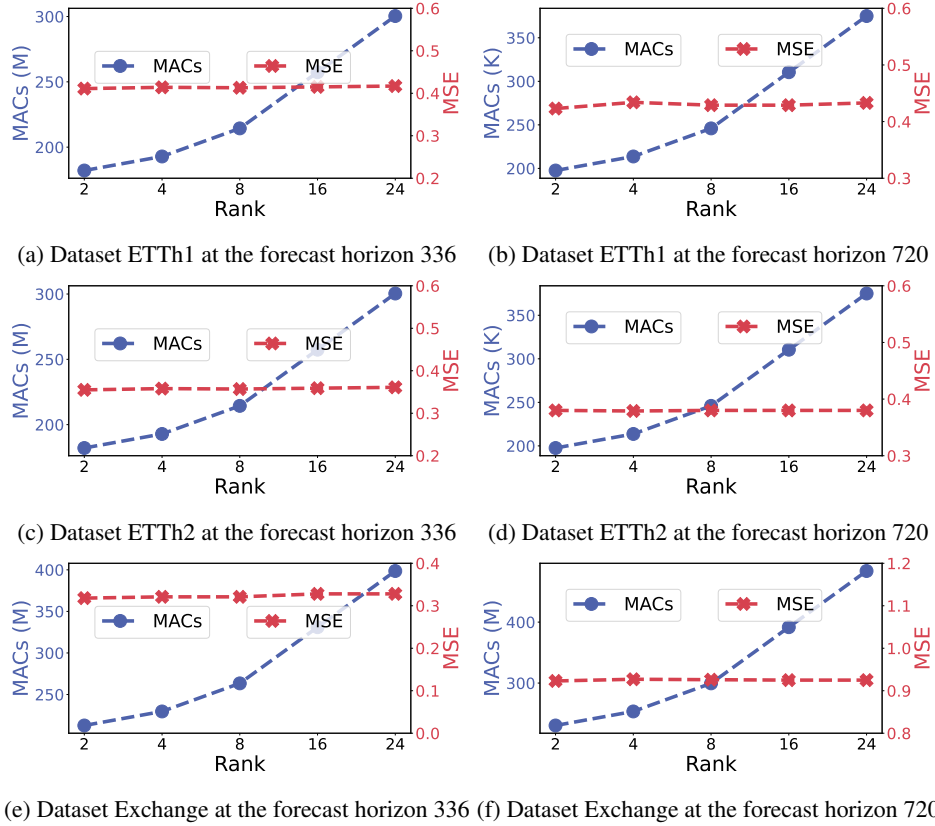 300
250
200
MACs (M)
MACs
MSE
0.6
0.5
0.4
0.3
0.2
MSE
2 4 8 16 24
Rank
350
300
250
200
MACs (K)
MACs
MSE
0.6
0.5
0.4
0.3
MSE
2 4 8 16 24
Rank
(a) Dataset ETTh1 at the forecast horizon 336
(b) Dataset ETTh1 at the forecast horizon 720
300
250
200
MACs (M)
MACs
MSE
0.6
0.5
0.4
0.3
0.2
MSE
2 4 8 16 24
Rank
350
300
250
200
MACs (K)
MACs
MSE
0.6
0.5
0.4
0.3
MSE
2 4 8 16 24
Rank
(c) Dataset ETTh2 at the forecast horizon 336
(d) Dataset ETTh2 at the forecast horizon 720
400
350
300
250
MACs (M)
MACs
MSE
0.4
0.3
0.2
0.1
0.0
MSE
2 4 8 16 24
Rank
400
300
MACs (M)
MACs
MSE
1.2
1.1
1.0
0.9
0.8
MSE
2 4 8 16 24
Rank
(e) Dataset Exchange at the forecast horizon 336
(f) Dataset Exchange at the forecast horizon 720